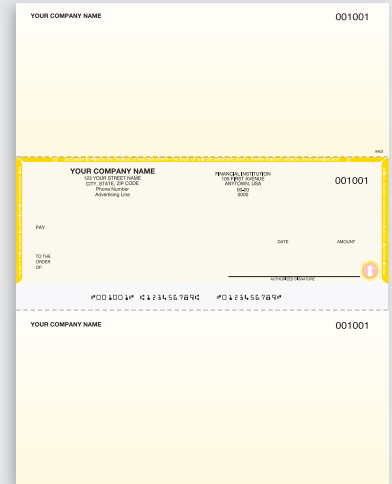 YOUR COMPANY NAME 001001
YOUR COMPANY NAME
123 YOUR STREET NAME
CITY, STATE, ZIP CODE
Phone Number
Advertising Line
FINANCIAL INSTITUTION
100 FIRST AVENUE
ANYTOWN, USA
00-00
0000
001001
PAY
DATE AMOUNT
TO THE
ORDER
OF:
AUTHORIZED SIGNATURE
⑈001001⑈ ⑆123456789⑆ ⑈0123456789⑈
YOUR COMPANY NAME 001001